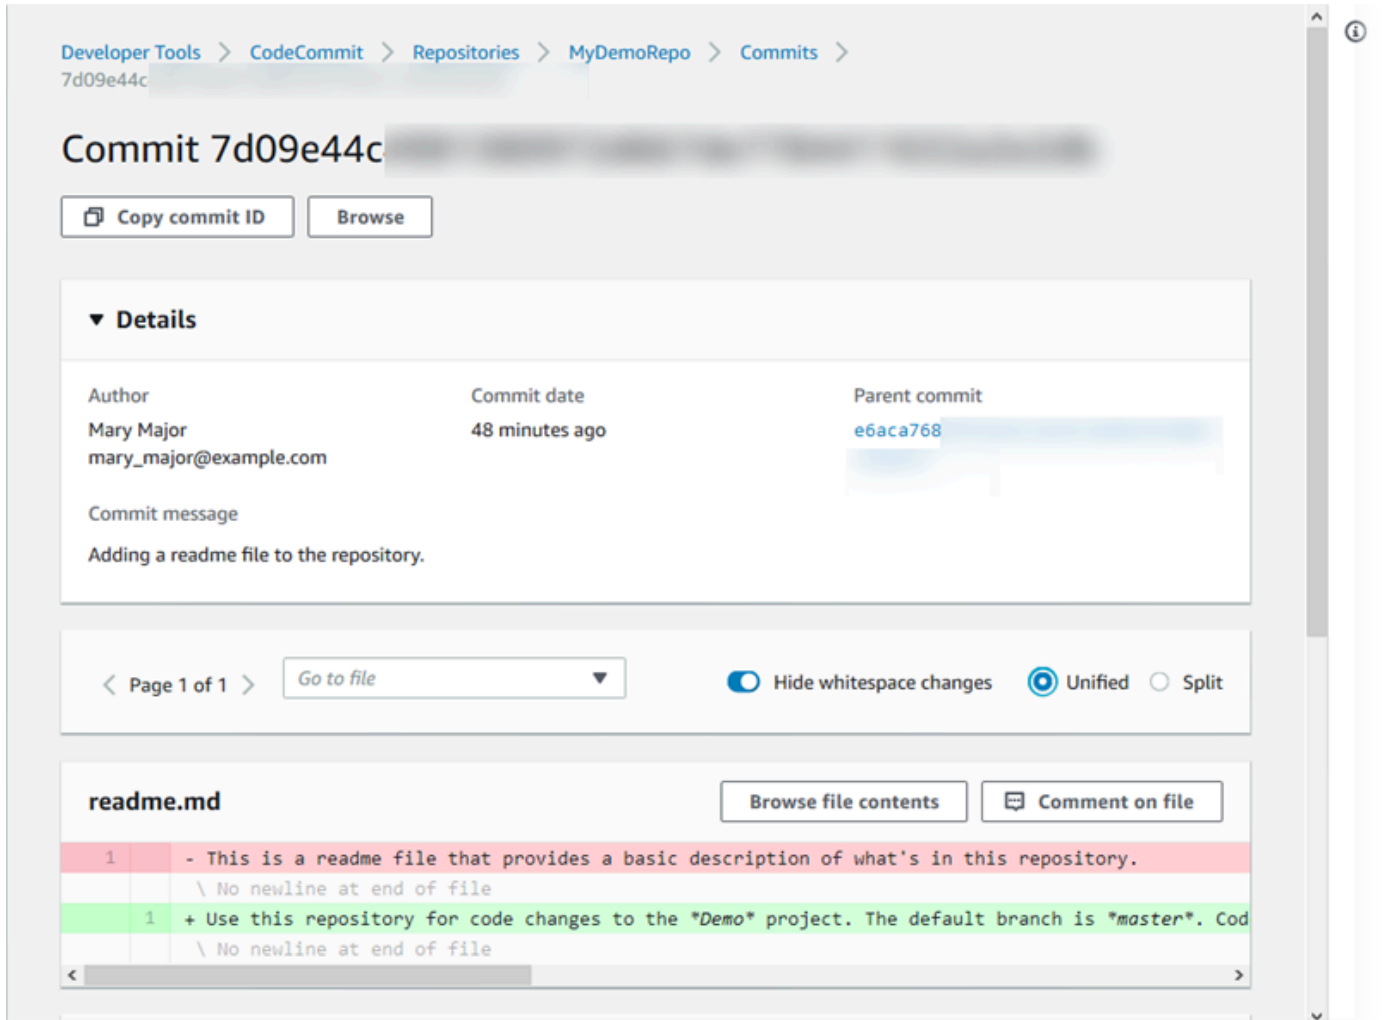 Developer Tools > CodeCommit > Repositories > MyDemoRepo > Commits >
7d09e44c
Commit 7d09e44c
Copy commit ID Browse
Details
Author Commit date Parent commit
Mary Major 48 minutes ago e6aca768
mary_major@example.com
Commit message
Adding a readme file to the repository.
< Page 1 of 1 > Go to file Hide whitespace changes Unified Split
readme.md Browse file contents Comment on file
1 - This is a readme file that provides a basic description of what's in this repository.
\ No newline at end of file
1 + Use this repository for code changes to the *Demo* project. The default branch is *master*. Cod
\ No newline at end of file